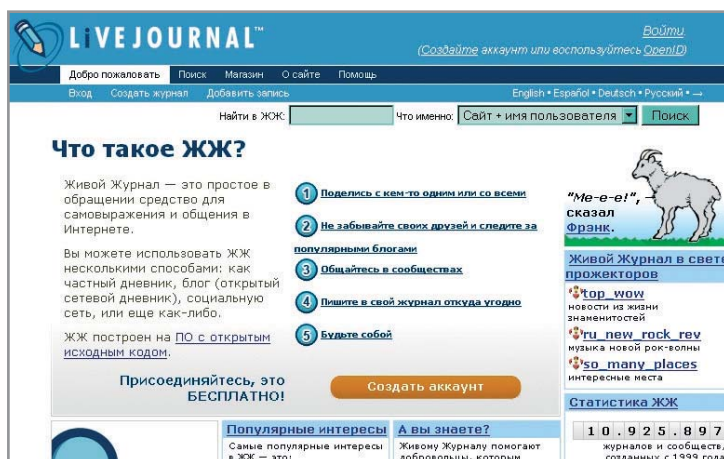 LiVEJOURNAL™
Войти
(Создайте аккаунт или воспользуйтесь OpenID)
Добро пожаловать Поиск Магазин О сайте Помощь
Вход Создать журнал Добавить запись English • Español • Deutsch • Русский • →
Найти в ЖЖ: Что именно: Сайт + имя пользователя Поиск
Что такое ЖЖ?
Живой Журнал — это простое в
обращении средство для
самовыражения и общения в
Интернете.
Вы можете использовать ЖЖ
несколькими способами: как
частный дневник, блог (открытый
сетевой дневник), социальную
сеть, или еще как-либо.
ЖЖ построен на ПО с открытым
исходным кодом.
1 Поделись с кем-то одним или со всеми
2 Не забывайте своих друзей и следите за
популярными блогами
3 Общайтесь в сообществах
4 Пишите в свой журнал откуда угодно
5 Будьте собой
Присоединяйтесь, это
БЕСПЛАТНО!
Создать аккаунт
"Ме-е-е!",
сказал
Фрэнк.
Живой Журнал в свете
прожекторов
top_wow
новости из жизни
знаменитостей
ru_new_rock_rev
музыка новой рок-волны
so_many_places
интересные места
Статистика ЖЖ
10.925.897
журналов и сообществ,
созданных с 1999 года
Популярные интересы
Самые популярные интересы
в ЖЖ — это:
А вы знаете?
Живому Журналу помогают
добровольцы, которым